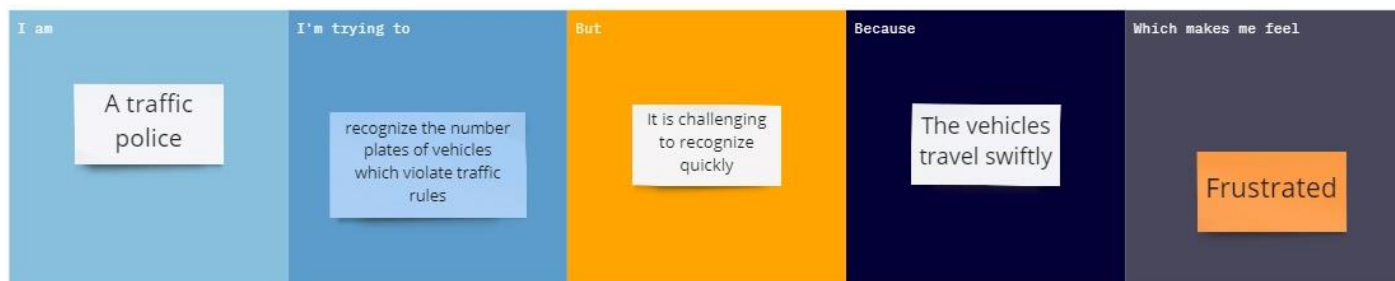 I am
A traffic
police
I'm trying to
recognize the number
plates of vehicles
which violate traffic
rules
But
It is challenging
to recognize
quickly
Because
The vehicles
travel swiftly
Which makes me feel
Frustrated